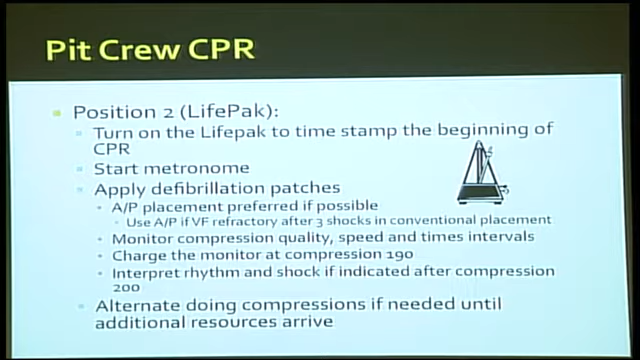 Pit Crew CPR
Position 2 (LifePak):
Turn on the Lifepak to time stamp the beginning of
CPR
Start metronome
Apply defibrillation patches
A/P placement preferred if possible
Use A/P if VF refractory after 3 shocks in conventional placement
Monitor compression quality, speed and times intervals
Charge the monitor at compression 190
Interpret rhythm and shock if indicated after compression
200
Alternate doing compressions if needed until
additional resources arrive